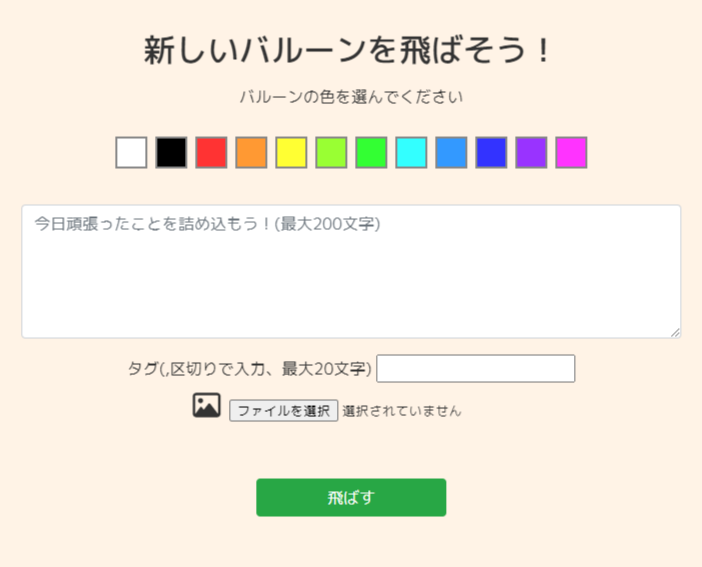 新しいバルーンを飛ばそう！
バルーンの色を選んでください
今日頑張ったことを詰め込もう！(最大200文字)
タグ(,区切りで入力、最大20文字)
ファイルを選択 選択されていません
飛ばす